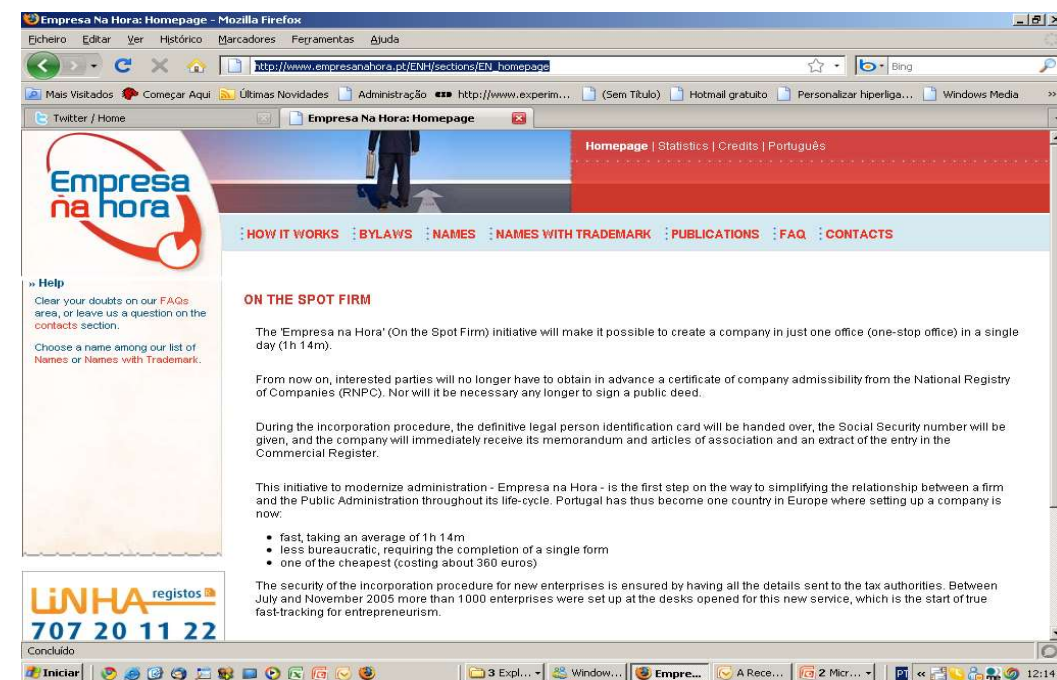 Empresa Na Hora: Homepage - Mozilla Firefox
Ficheiro Editar Ver Histórico Marcadores Ferramentas Ajuda
http://www.empresanahora.pt/ENH/sections/EN_homepage
Bing
Mais Visitados Começar Aqui Últimas Novidades Administração http://www.experim... (Sem Título) Hotmail gratuito Personalizar hiperliga... Windows Media »
Twitter / Home Empresa Na Hora: Homepage
Homepage | Statistics | Credits | Português
Empresa
na hora
HOW IT WORKS BYLAWS NAMES NAMES WITH TRADEMARK PUBLICATIONS FAQ CONTACTS
» Help
Clear your doubts on our FAQs
area, or leave us a question on the
contacts section.
Choose a name among our list of
Names or Names with Trademark.
ON THE SPOT FIRM
The 'Empresa na Hora' (On the Spot Firm) initiative will make it possible to create a company in just one office (one-stop office) in a single
day (1h 14m).
From now on, interested parties will no longer have to obtain in advance a certificate of company admissibility from the National Registry
of Companies (RNPC). Nor will it be necessary any longer to sign a public deed.
During the incorporation procedure, the definitive legal person identification card will be handed over, the Social Security number will be
given, and the company will immediately receive its memorandum and articles of association and an extract of the entry in the
Commercial Register.
This initiative to modernize administration - Empresa na Hora - is the first step on the way to simplifying the relationship between a firm
and the Public Administration throughout its life-cycle. Portugal has thus become one country in Europe where setting up a company is
now:
• fast, taking an average of 1h 14m
• less bureaucratic, requiring the completion of a single form
• one of the cheapest (costing about 360 euros)
The security of the incorporation procedure for new enterprises is ensured by having all the details sent to the tax authorities. Between
July and November 2005 more than 1000 enterprises were set up at the desks opened for this new service, which is the start of true
fast-tracking for entrepreneurism.
LiNHA registos
707 20 11 22
Concluído
Iniciar 3 Expl... Window... Empre... A Rece... 2 Micr... PT « 12:14